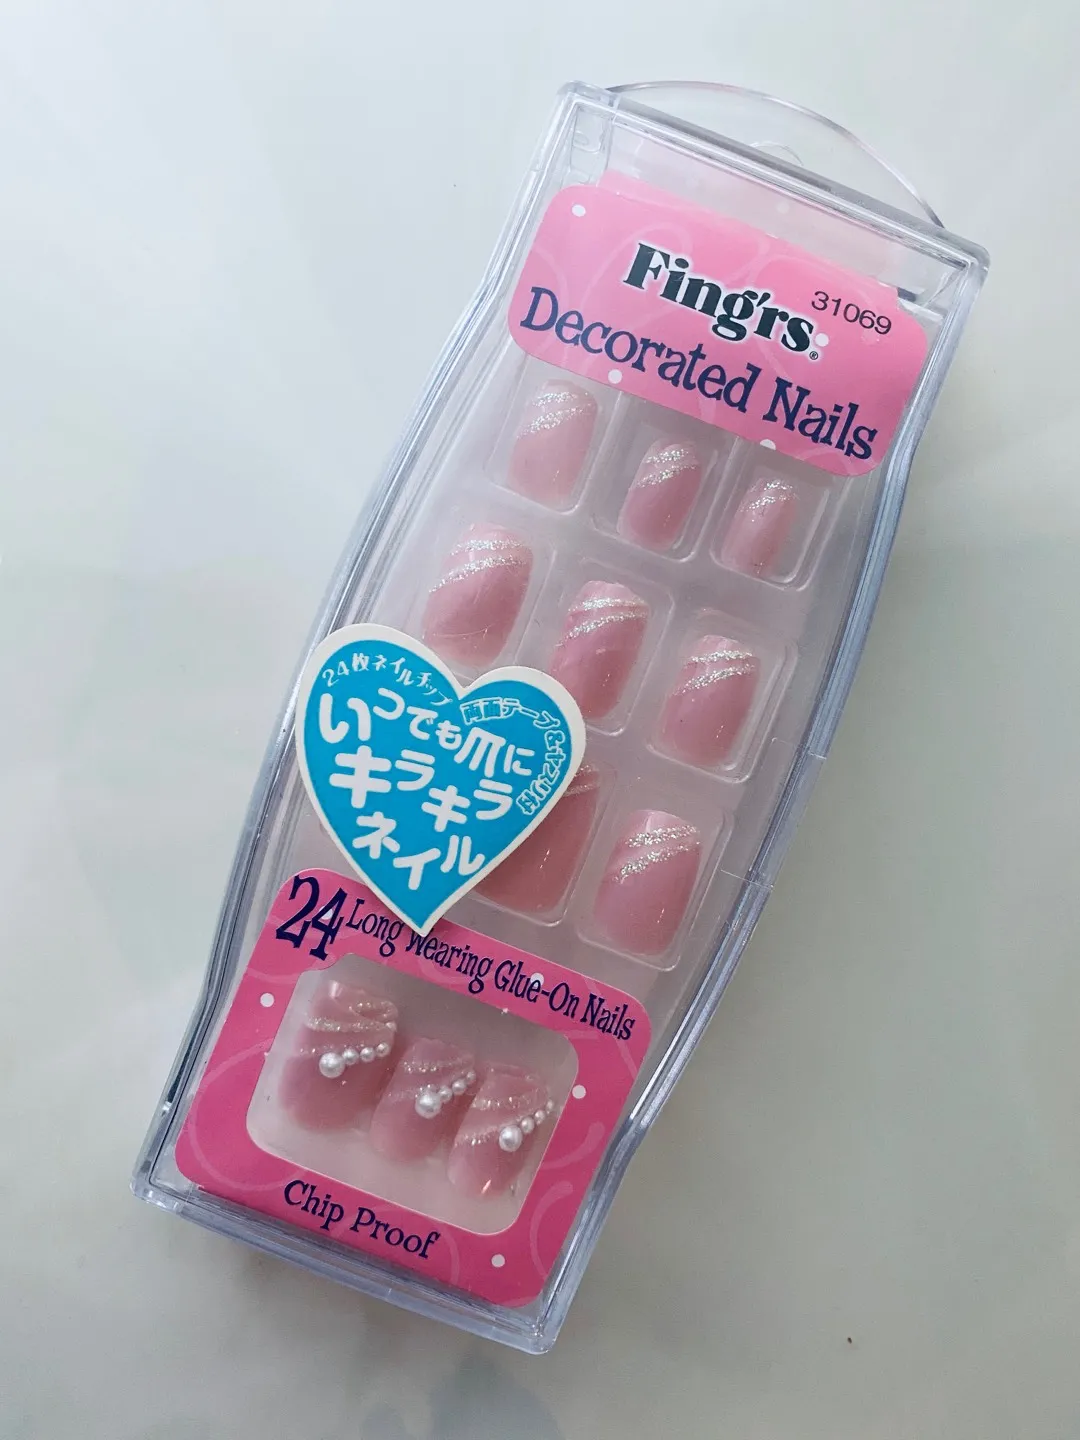 Fing'rs®
31069
Decorated Nails
24枚ネイルチップ
両面テープ&
いつでも爪に
キラキラ
ネイル
24 Long Wearing Glue-On Nails
Chip Proof